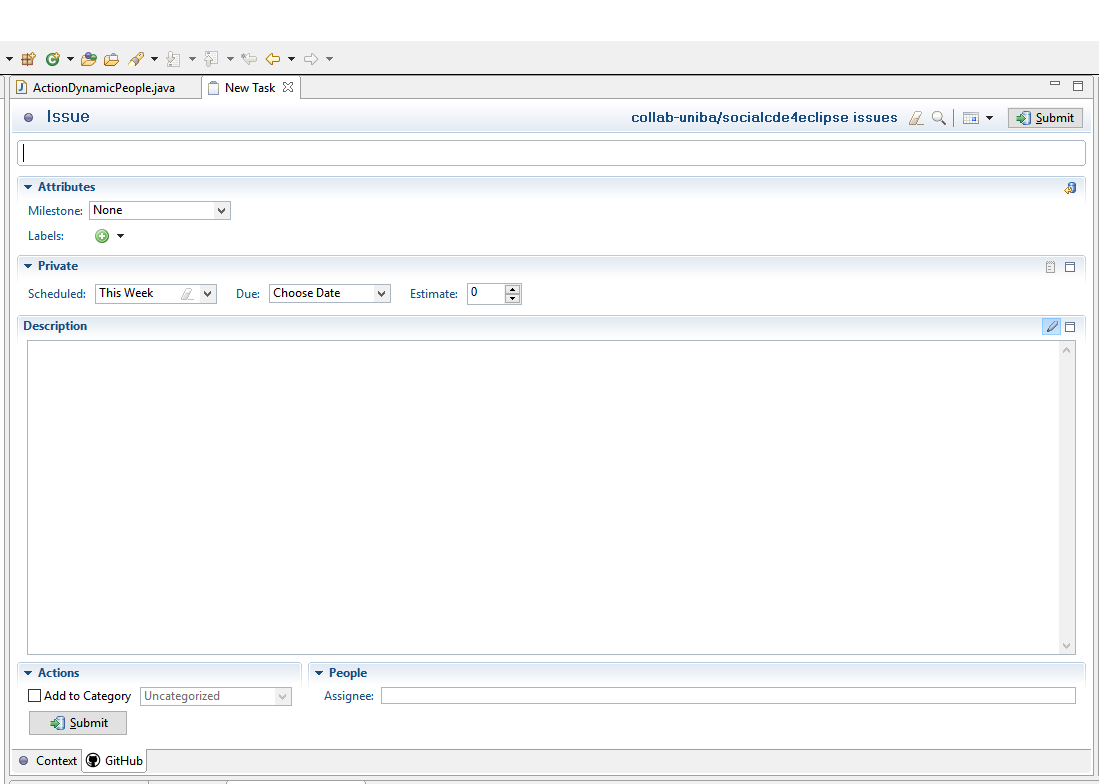 ActionDynamicPeople.java New Task
Issue collab-uniba/socialcde4eclipse issues Submit
Attributes
Milestone: None
Labels:
Private
Scheduled: This Week Due: Choose Date Estimate: 0
Description
Actions People
Add to Category Uncategorized Assignee:
Submit
Context GitHub